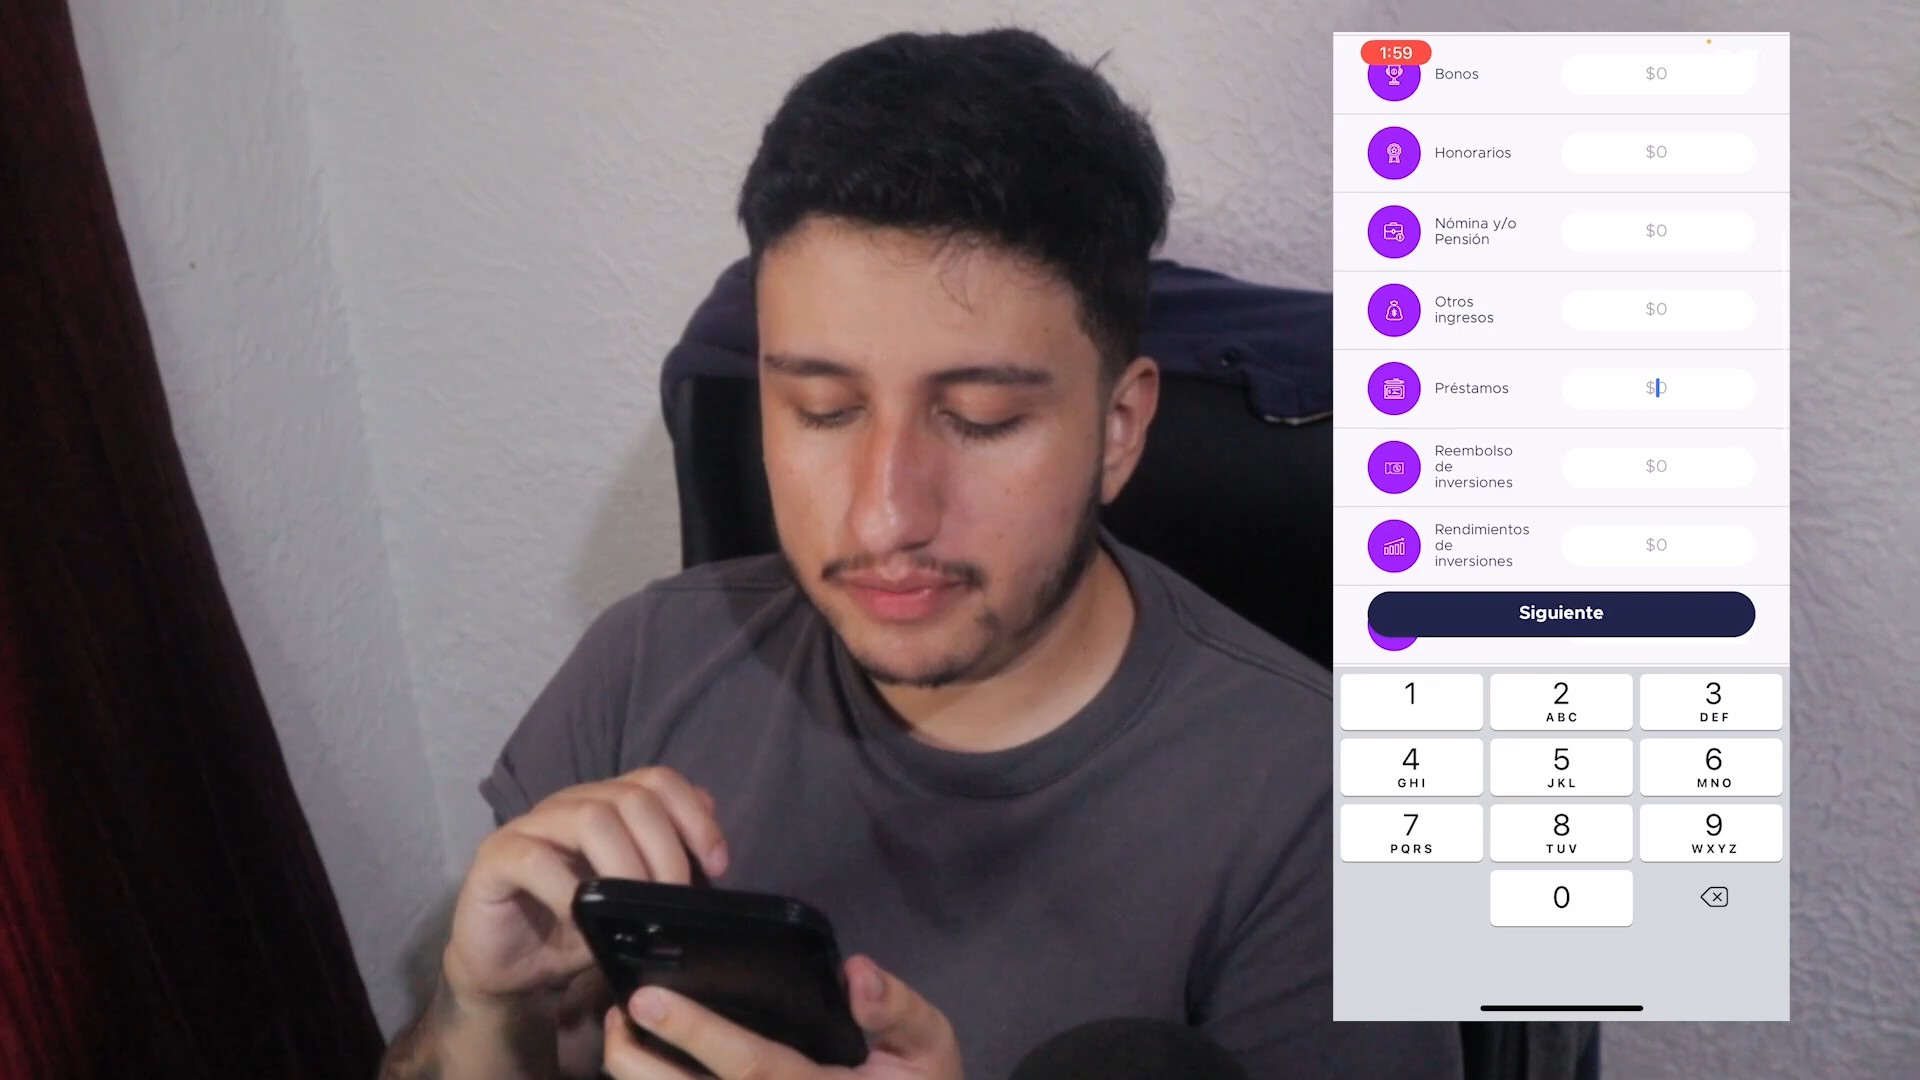 1:59
Bonos $0
Honorarios $0
Nómina y/o
Pensión $0
Otros
ingresos $0
Préstamos $0
Reembolso
de
inversiones $0
Rendimientos
de
inversiones $0
Siguiente
1 2 3
ABC DEF
4 5 6
GHI JKL MNO
7 8 9
PQRS TUV WXYZ
0